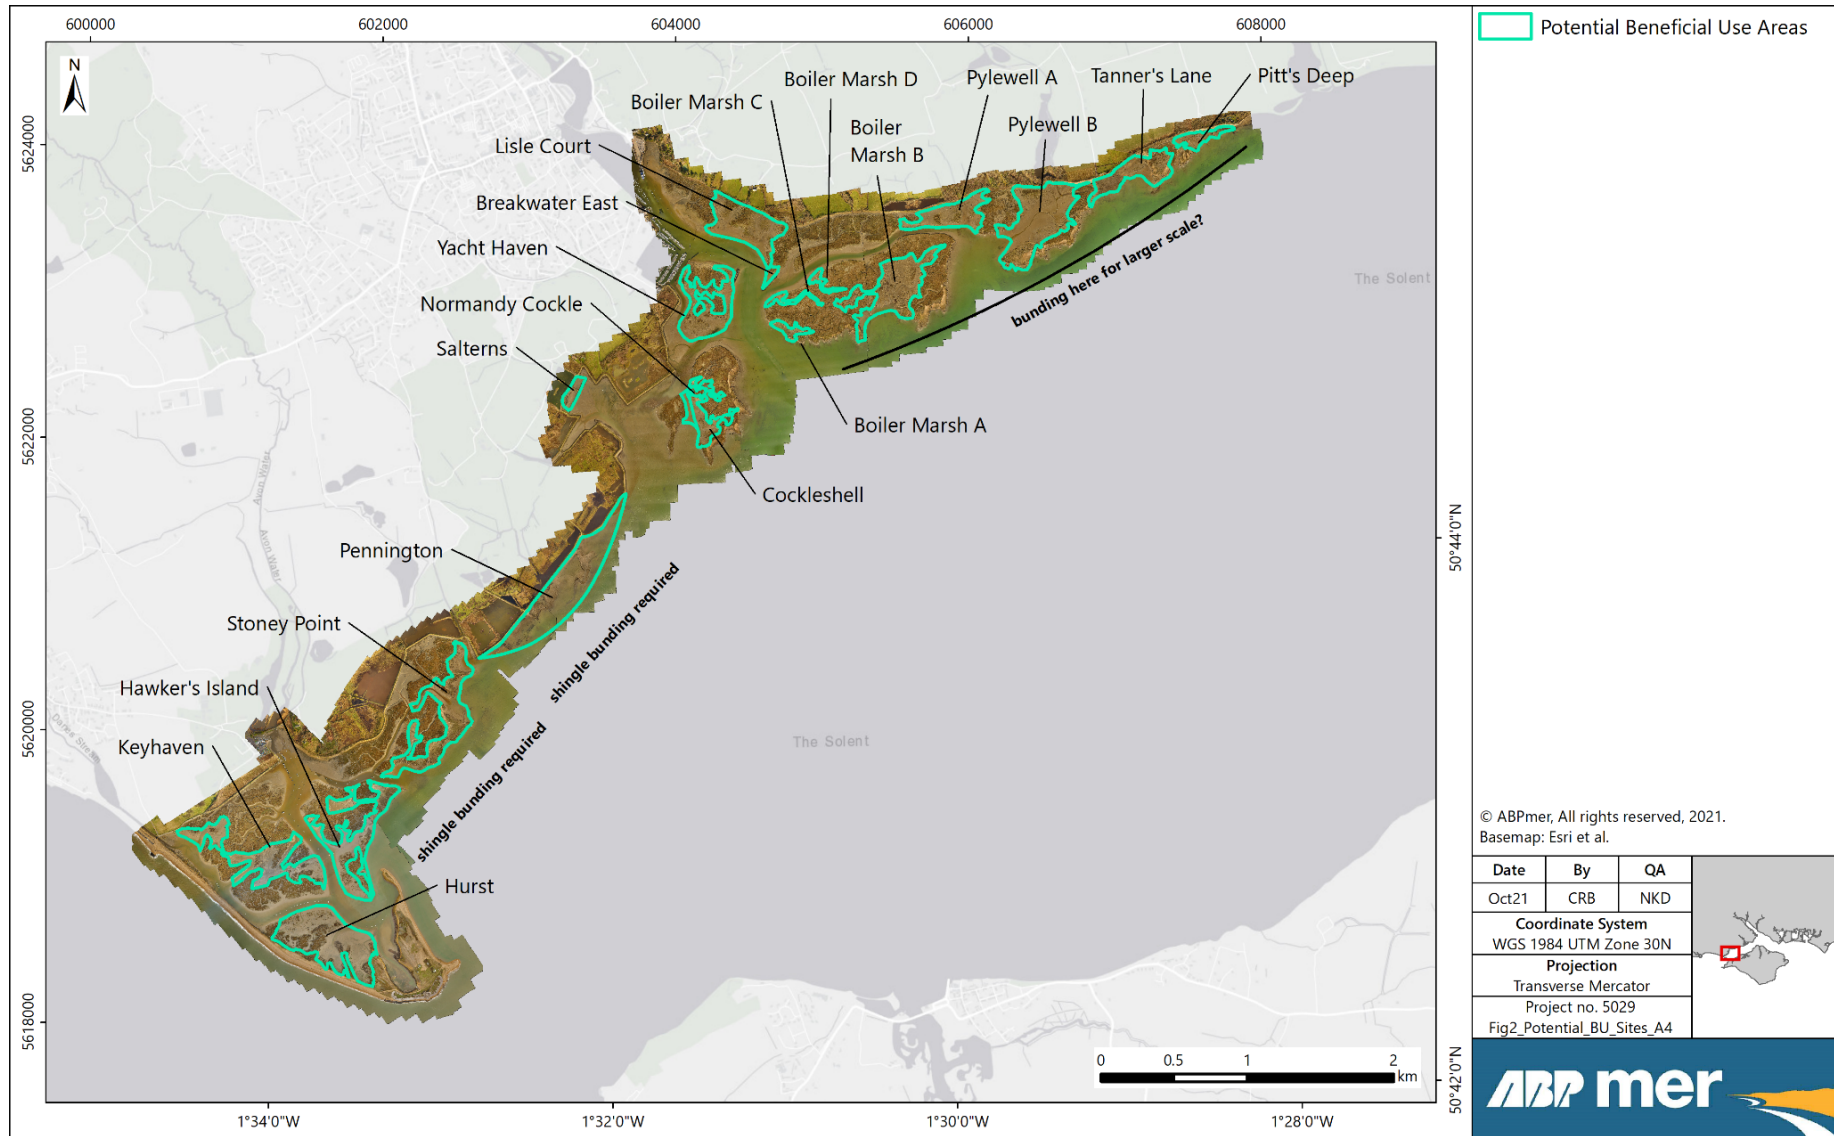 600000
602000
604000
606000
608000
Potential Beneficial Use Areas
N
Boiler Marsh D
Pylewell A
Tanner's Lane
Pitt's Deep
Boiler Marsh C
Boiler
Marsh B
Pylewell B
Lisle Court
5624000
Breakwater East
Yacht Haven
bunding here for larger scale?
The Solent
Normandy Cockle
Salterns
Boiler Marsh A
5622000
Avon Water
Cockleshell
50°44'0"N
Pennington
Avon Water
shingle bunding required
Stoney Point
Hawker's Island
5620000
Keyhaven
The Solent
shingle bunding required
Hurst
5618000
0 0.5 1 2
km
50°42'0"N
1°34'0"W
1°32'0"W
1°30'0"W
1°28'0"W
© ABPmer, All rights reserved, 2021.
Basemap: Esri et al.
Date By QA
Oct21 CRB NKD
Coordinate System
WGS 1984 UTM Zone 30N
Projection
Transverse Mercator
Project no. 5029
Fig2_Potential_BU_Sites_A4
ABPmer